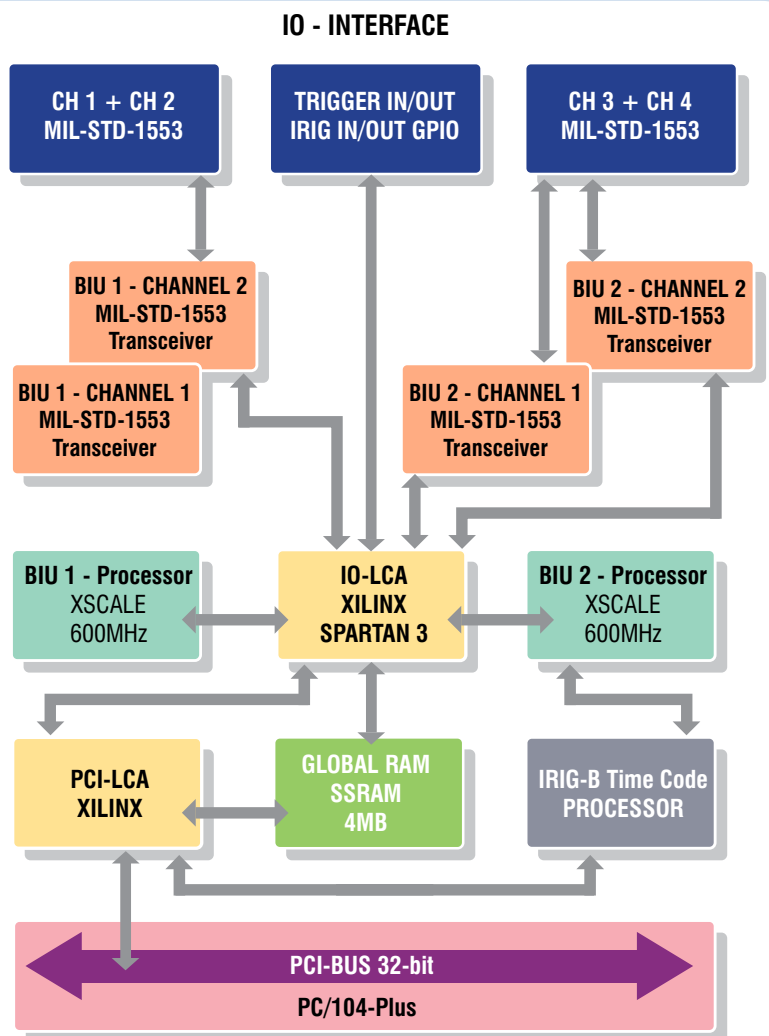 IO - INTERFACE
CH 1 + CH 2
MIL-STD-1553
TRIGGER IN/OUT
IRIG IN/OUT GPIO
CH 3 + CH 4
MIL-STD-1553
BIU 1 - CHANNEL 2
MIL-STD-1553
Transceiver
BIU 2 - CHANNEL 2
MIL-STD-1553
Transceiver
BIU 1 - CHANNEL 1
MIL-STD-1553
Transceiver
BIU 2 - CHANNEL 1
MIL-STD-1553
Transceiver
BIU 1 - Processor
XSCALE
600MHz
IO-LCA
XILINX
SPARTAN 3
BIU 2 - Processor
XSCALE
600MHz
PCI-LCA
XILINX
GLOBAL RAM
SSRAM
4MB
IRIG-B Time Code
PROCESSOR
PCI-BUS 32-bit
PC/104-Plus